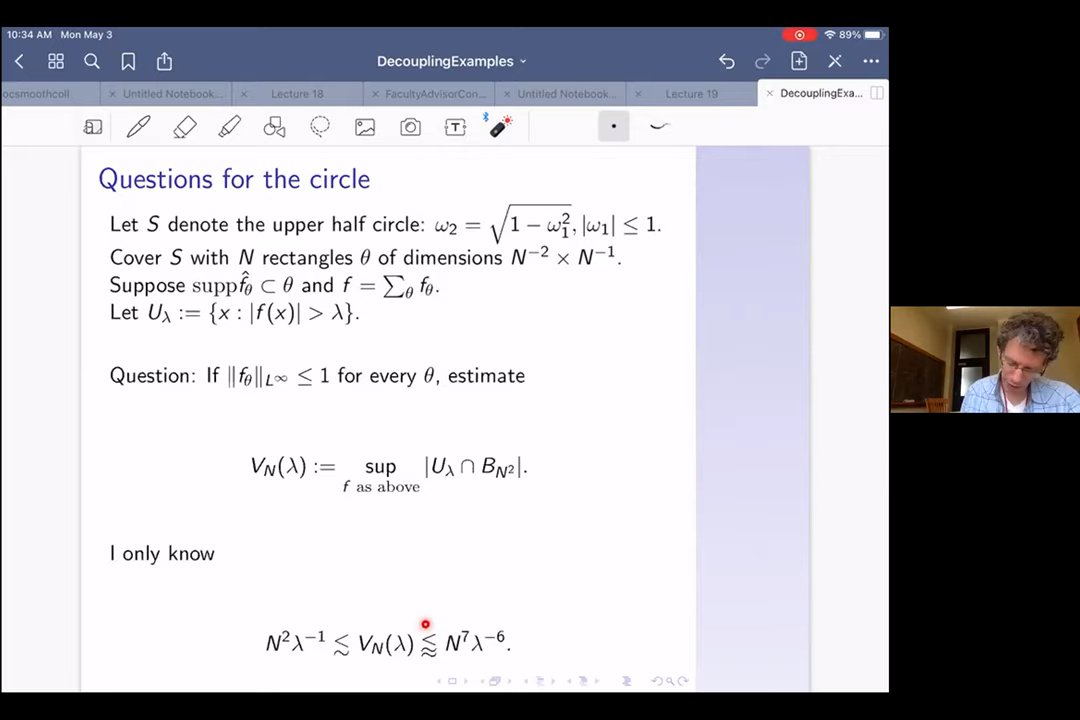 10:34 AM Mon May 3
89%
DecouplingExamples
ocsmoothcoll
Untitled Notebook...
Lecture 18
FacultyAdvisorCon...
Untitled Notebook...
Lecture 19
DecouplingExa...
Questions for the circle
Let S denote the upper half circle: ω₂ = √(1 − ω₁²), |ω₁| ≤ 1.
Cover S with N rectangles θ of dimensions N⁻² × N⁻¹.
Suppose supp f̂_θ ⊂ θ and f = ∑_θ f_θ.
Let U_λ := {x : |f(x)| > λ}.
Question: If ‖f_θ‖_{L^∞} ≤ 1 for every θ, estimate
V_N(λ) := sup_{f as above} |U_λ ∩ B_{N²}|.
I only know
N²λ⁻¹ ≲ V_N(λ) ⪅ N⁷λ⁻⁶.